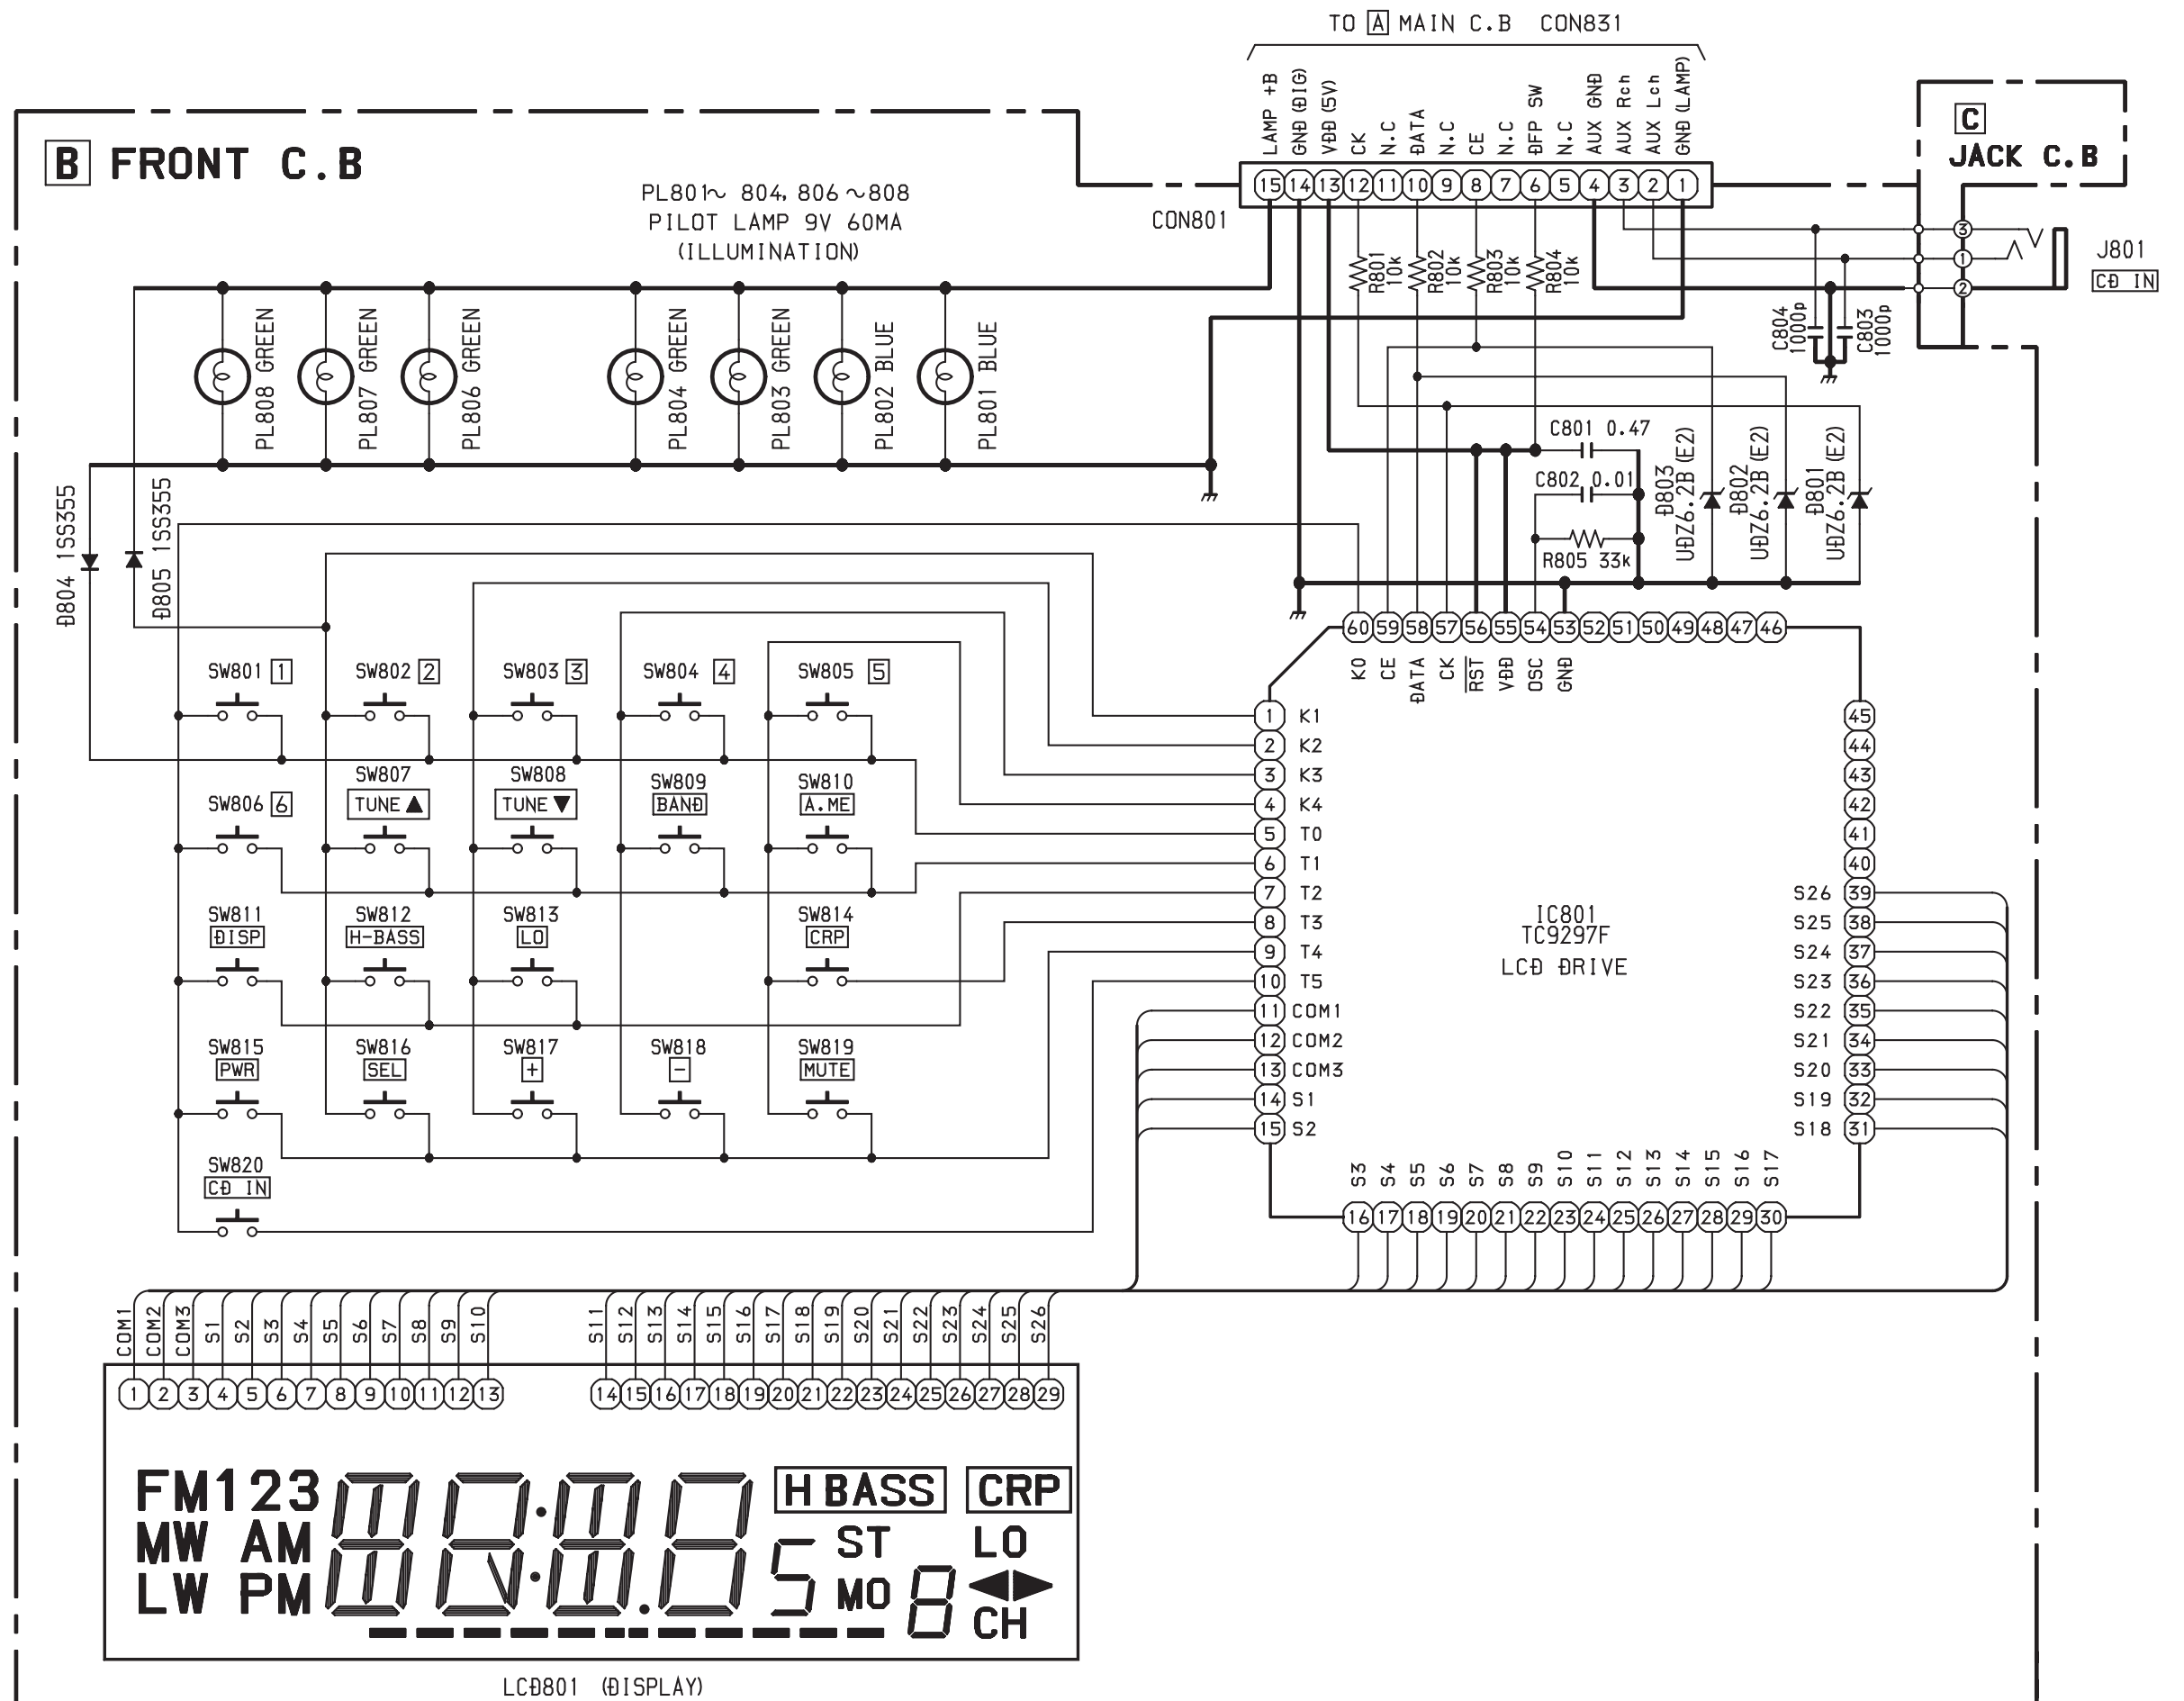 TO A MAIN C.B CON831
LAMP +B
GND (DIG)
VDD (5V)
CK
N.C
DATA
N.C
CE
N.C
DFP SW
N.C
AUX GND
AUX Rch
AUX Lch
GND (LAMP)
15 14 13 12 11 10 9 8 7 6 5 4 3 2 1
CON801
C
JACK C.B
3
1
2
J801
CD IN
B FRONT C.B
PL801~ 804, 806 ~808
PILOT LAMP 9V 60MA
(ILLUMINATION)
R801 10k
R802 10k
R803 10k
R804 10k
C804 1000p
C803 1000p
PL808 GREEN
PL807 GREEN
PL806 GREEN
PL804 GREEN
PL803 GREEN
PL802 BLUE
PL801 BLUE
C801 0.47
C802 0.01
R805 33k
D803
UDZ6.2B (E2)
D802
UDZ6.2B (E2)
D801
UDZ6.2B (E2)
D804 1SS355
D805 1SS355
60 59 58 57 56 55 54 53 52 51 50 49 48 47 46
K0
CE
DATA
CK
RST
VDD
OSC
GND
SW801 1
SW802 2
SW803 3
SW804 4
SW805 5
SW806 6
SW807
TUNE ▲
SW808
TUNE ▼
SW809
BAND
SW810
A.ME
SW811
DISP
SW812
H-BASS
SW813
LO
SW814
CRP
SW815
PWR
SW816
SEL
SW817
+
SW818
-
SW819
MUTE
SW820
CD IN
1 K1
2 K2
3 K3
4 K4
5 T0
6 T1
7 T2
8 T3
9 T4
10 T5
11 COM1
12 COM2
13 COM3
14 S1
15 S2
IC801
TC9297F
LCD DRIVE
45
44
43
42
41
40
S26 39
S25 38
S24 37
S23 36
S22 35
S21 34
S20 33
S19 32
S18 31
S3 S4 S5 S6 S7 S8 S9 S10 S11 S12 S13 S14 S15 S16 S17
16 17 18 19 20 21 22 23 24 25 26 27 28 29 30
COM1 COM2 COM3 S1 S2 S3 S4 S5 S6 S7 S8 S9 S10 S11 S12 S13 S14 S15 S16 S17 S18 S19 S20 S21 S22 S23 S24 S25 S26
1 2 3 4 5 6 7 8 9 10 11 12 13 14 15 16 17 18 19 20 21 22 23 24 25 26 27 28 29
FM123
MW AM
LW PM
5
H BASS
CRP
ST
MO
8
LO
◀▶
CH
LCD801 (DISPLAY)